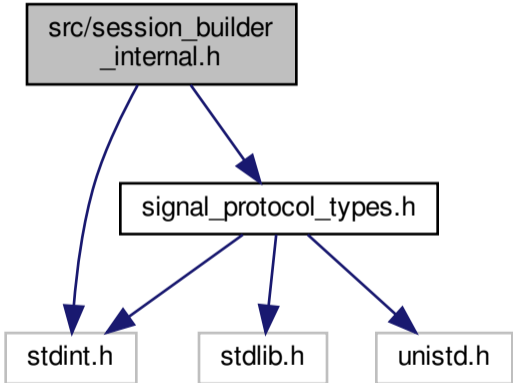 src/session_builder
_internal.h
signal_protocol_types.h
stdint.h
stdlib.h
unistd.h